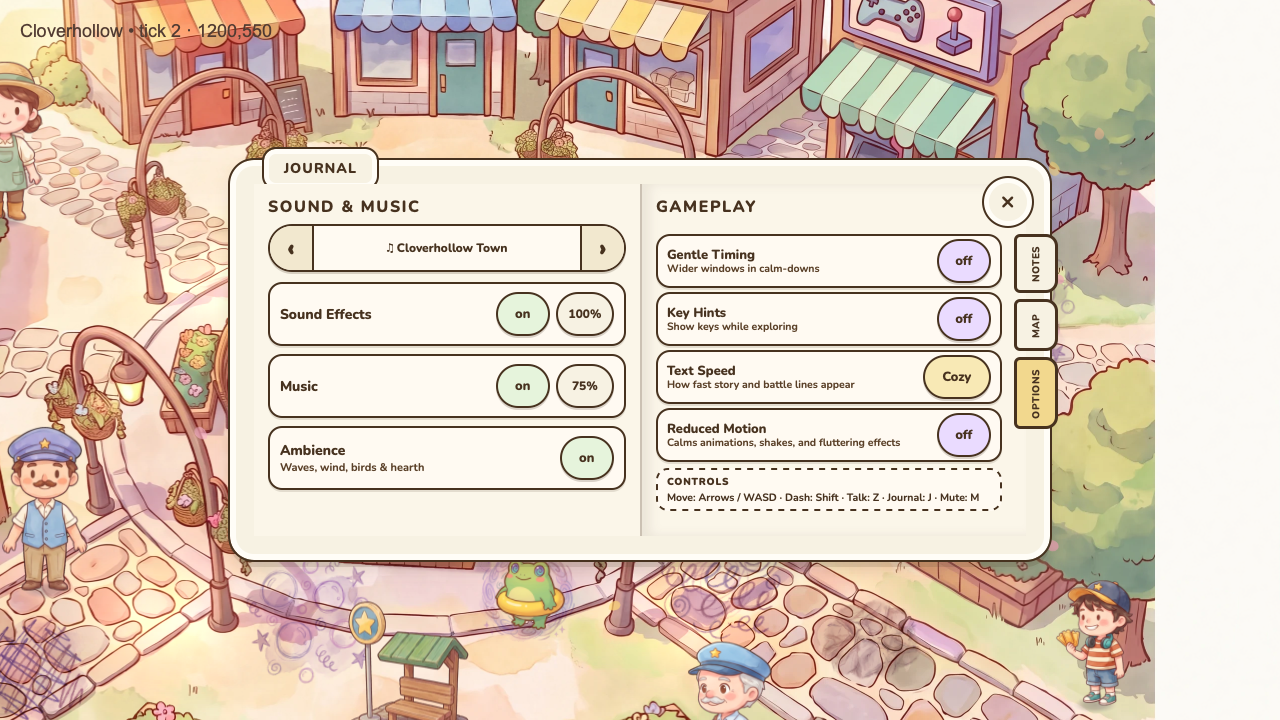 Cloverhollow • tick 2 · 1200,550
JOURNAL
SOUND & MUSIC
‹ ♫ Cloverhollow Town ›
Sound Effects on 100%
Music on 75%
Ambience on
Waves, wind, birds & hearth
GAMEPLAY
×
Gentle Timing off
Wider windows in calm-downs
Key Hints off
Show keys while exploring
Text Speed Cozy
How fast story and battle lines appear
Reduced Motion off
Calms animations, shakes, and fluttering effects
CONTROLS
Move: Arrows / WASD · Dash: Shift · Talk: Z · Journal: J · Mute: M
NOTES
MAP
OPTIONS